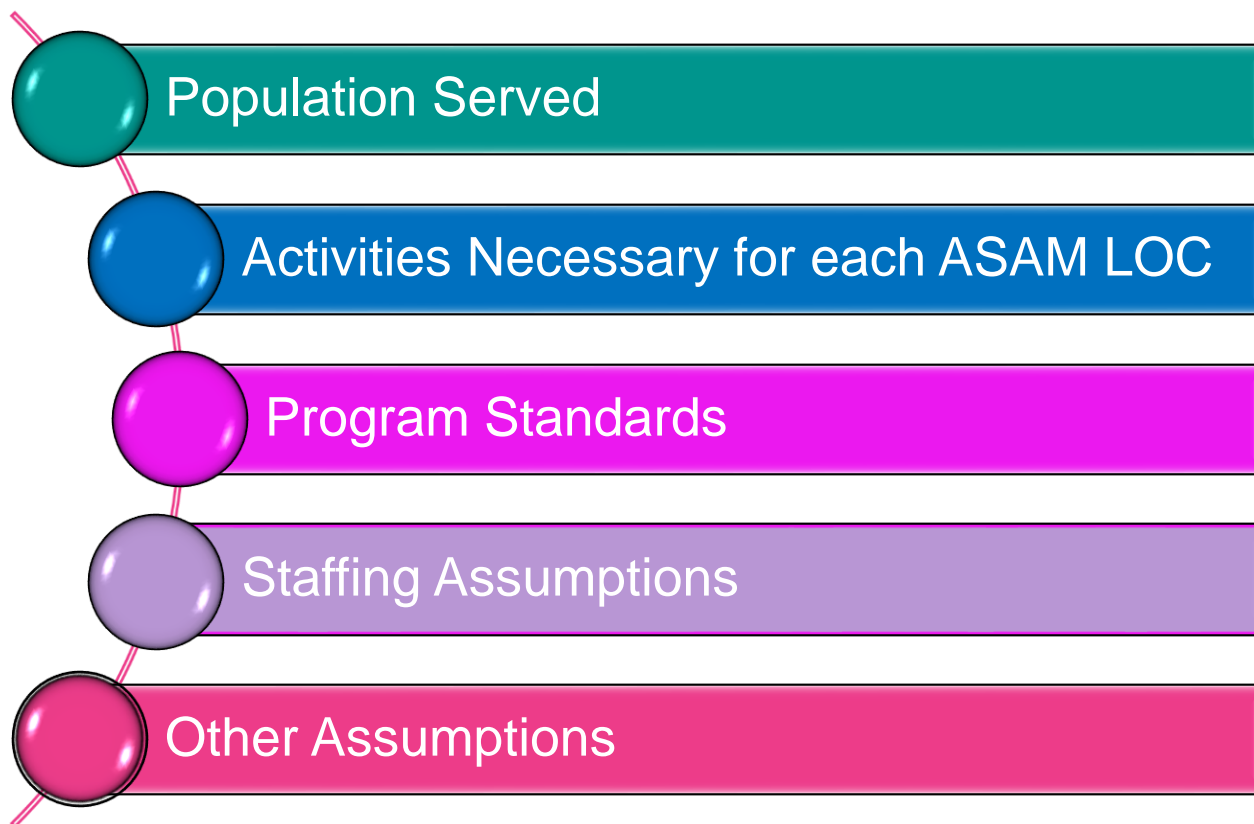 Population Served
Activities Necessary for each ASAM LOC
Program Standards
Staffing Assumptions
Other Assumptions